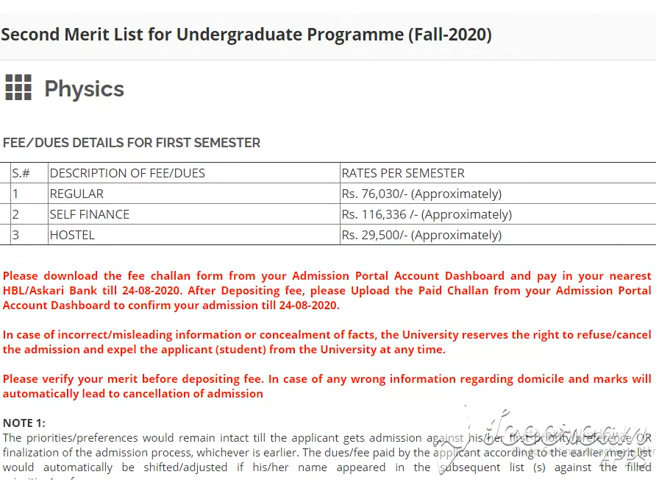 Second Merit List for Undergraduate Programme (Fall-2020)
Physics
FEE/DUES DETAILS FOR FIRST SEMESTER
S.# DESCRIPTION OF FEE/DUES RATES PER SEMESTER
1 REGULAR Rs. 76,030/- (Approximately)
2 SELF FINANCE Rs. 116,336 /- (Approximately)
3 HOSTEL Rs. 29,500/- (Approximately)
Please download the fee challan form from your Admission Portal Account Dashboard and pay in your nearest
HBL/Askari Bank till 24-08-2020. After Depositing fee, please Upload the Paid Challan from your Admission Portal
Account Dashboard to confirm your admission till 24-08-2020.
In case of incorrect/misleading information or concealment of facts, the University reserves the right to refuse/cancel
the admission and expel the applicant (student) from the University at any time.
Please verify your merit before depositing fee. In case of any wrong information regarding domicile and marks will
automatically lead to cancellation of admission
NOTE 1:
The priorities/preferences would remain intact till the applicant gets admission against his/her first priority/preference OR
finalization of the admission process, whichever is earlier. The dues/fee paid by the applicant according to the earlier merit list
would automatically be shifted/adjusted if his/her name appeared in the subsequent list (s) against the filled